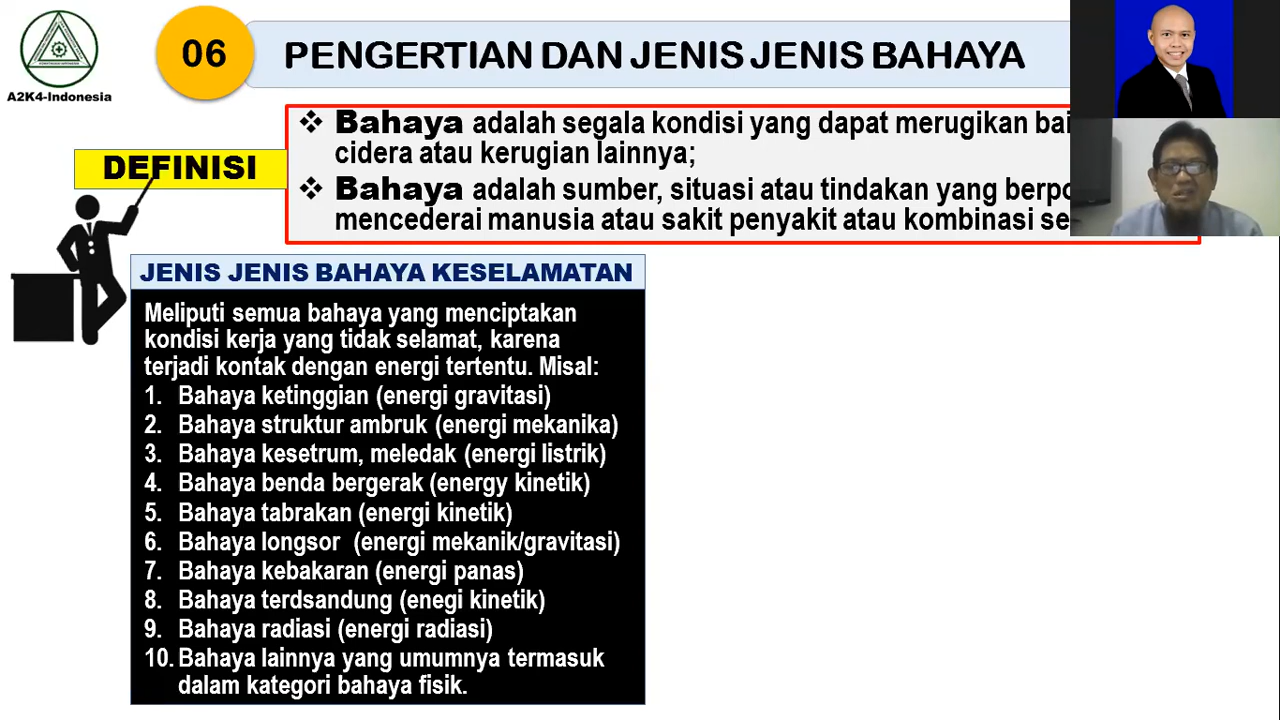 A2K4-Indonesia
06
PENGERTIAN DAN JENIS JENIS BAHAYA
DEFINISI
❖ Bahaya adalah segala kondisi yang dapat merugikan
cidera atau kerugian lainnya;
❖ Bahaya adalah sumber, situasi atau tindakan yang
mencederai manusia atau sakit penyakit atau kombinasi
JENIS JENIS BAHAYA KESELAMATAN
Meliputi semua bahaya yang menciptakan
kondisi kerja yang tidak selamat, karena
terjadi kontak dengan energi tertentu. Misal:
1. Bahaya ketinggian (energi gravitasi)
2. Bahaya struktur ambruk (energi mekanika)
3. Bahaya kesetrum, meledak (energi listrik)
4. Bahaya benda bergerak (energy kinetik)
5. Bahaya tabrakan (energi kinetik)
6. Bahaya longsor (energi mekanik/gravitasi)
7. Bahaya kebakaran (energi panas)
8. Bahaya terdsandung (enegi kinetik)
9. Bahaya radiasi (energi radiasi)
10. Bahaya lainnya yang umumnya termasuk
dalam kategori bahaya fisik.